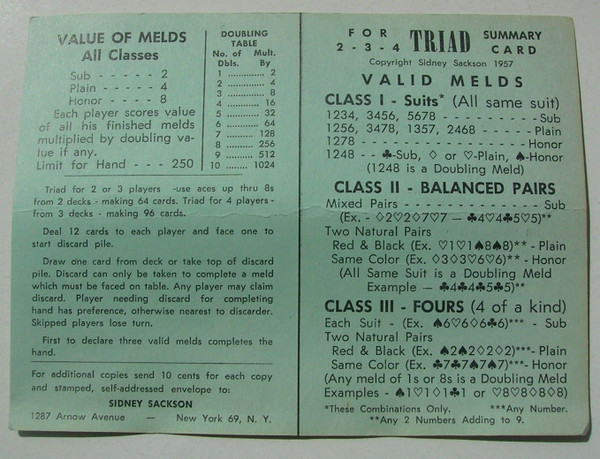 VALUE OF MELDS
All Classes
Sub - - - - - 2
Plain - - - - - 4
Honor - - - - 8
Each player scores value
of all his finished melds
multiplied by doubling va-
lue if any.
Limit for Hand - - - 250
DOUBLING
TABLE
No. of Mult.
Dbls. By
1 ............. 2
2 ............. 4
3 ............. 8
4 ............. 16
5 ............. 32
6 ............. 64
7 ............. 128
8 ............. 256
9 ............. 512
10 ............. 1024
Triad for 2 or 3 players -use aces up thru 8s
from 2 decks - making 64 cards. Triad for 4 players -
from 3 decks - making 96 cards.
Deal 12 cards to each player and face one to
start discard pile.
Draw one card from deck or take top of discard
pile. Discard can only be taken to complete a meld
which must be faced on table. Any player may claim
discard. Player needing discard for completing
hand has preference, otherwise nearest to discarder.
Skipped players lose turn.
First to declare three valid melds completes the
hand.
For additional copies send 10 cents for each copy
and stamped, self-addressed envelope to:
SIDNEY SACKSON
1287 Arnow Avenue — New York 69, N. Y.
FOR TRIAD SUMMARY
2-3-4 CARD
Copyright Sidney Sackson 1957
VALID MELDS
CLASS I - Suits* (All same suit)
1234, 3456, 5678 - - - - - - - - - Sub
1256, 3478, 1357, 2468 - - - - - - - Plain
1278 - - - - - - - - - - - - - - - Honor
1248 -- ♣-Sub, ♢ or ♡-Plain, ♠-Honor
(1248 is a Doubling Meld)
CLASS II - BALANCED PAIRS
Mixed Pairs - - - - - - - - - - - - Sub
(Ex. - ♢2♡2♢7♡7 — ♣4♡4♣5♡5)**
Two Natural Pairs
Red & Black (Ex. ♡1♡1♠8♠8)** - Plain
Same Color (Ex. ♢3♢3♡6♡6)** - Honor
(All Same Suit is a Doubling Meld
Example — ♣4♣4♣5♣5)**
CLASS III - FOURS (4 of a kind)
Each Suit - (Ex. ♠6♡6♢6♣6)*** - Sub
Two Natural Pairs
Red & Black (Ex. ♠2♠2♢2♢2)***- Plain
Same Color (Ex. ♣7♣7♠7♠7)***- Honor
(Any meld of 1s or 8s is a Doubling Meld
Examples - ♠1♡1♢1♣1 or ♡8♡8♢8♢8)
*These Combinations Only. ***Any Number.
**Any 2 Numbers Adding to 9.